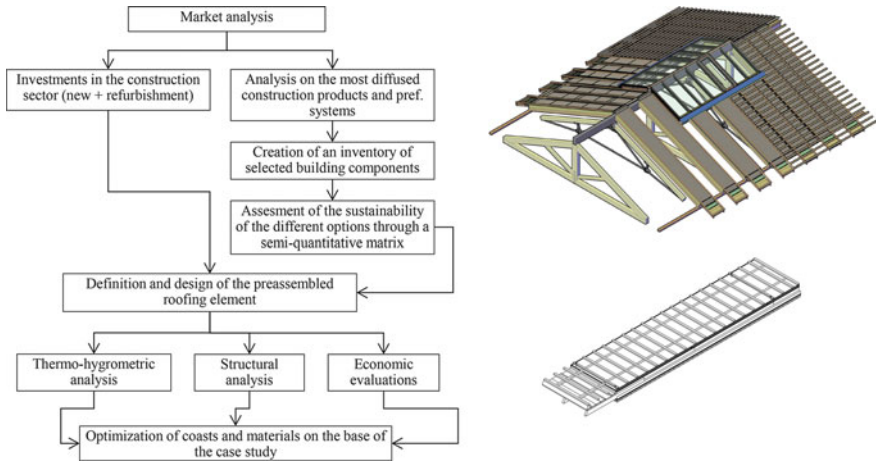 Market analysis
Investments in the construction
sector (new + refurbishment)
Analysis on the most diffused
construction products and pref.
systems
Creation of an inventory of
selected building components
Assesment of the sustainability
of the different options through a
semi-quantitative matrix
Definition and design of the preassembled
roofing element
Thermo-hygrometric
analysis
Structural
analysis
Economic
evaluations
Optimization of coasts and materials on the base of
the case study